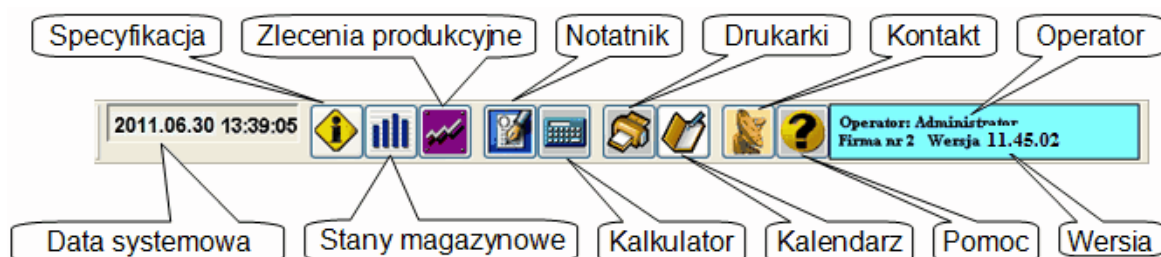 Specyfikacja Zlecenia produkcyjne Notatnik Drukarki Kontakt Operator
2011.06.30 13:39:05
Operator: Administrator
Firma nr 2 Wersja 11.45.02
Data systemowa Stany magazynowe Kalkulator Kalendarz Pomoc Wersia